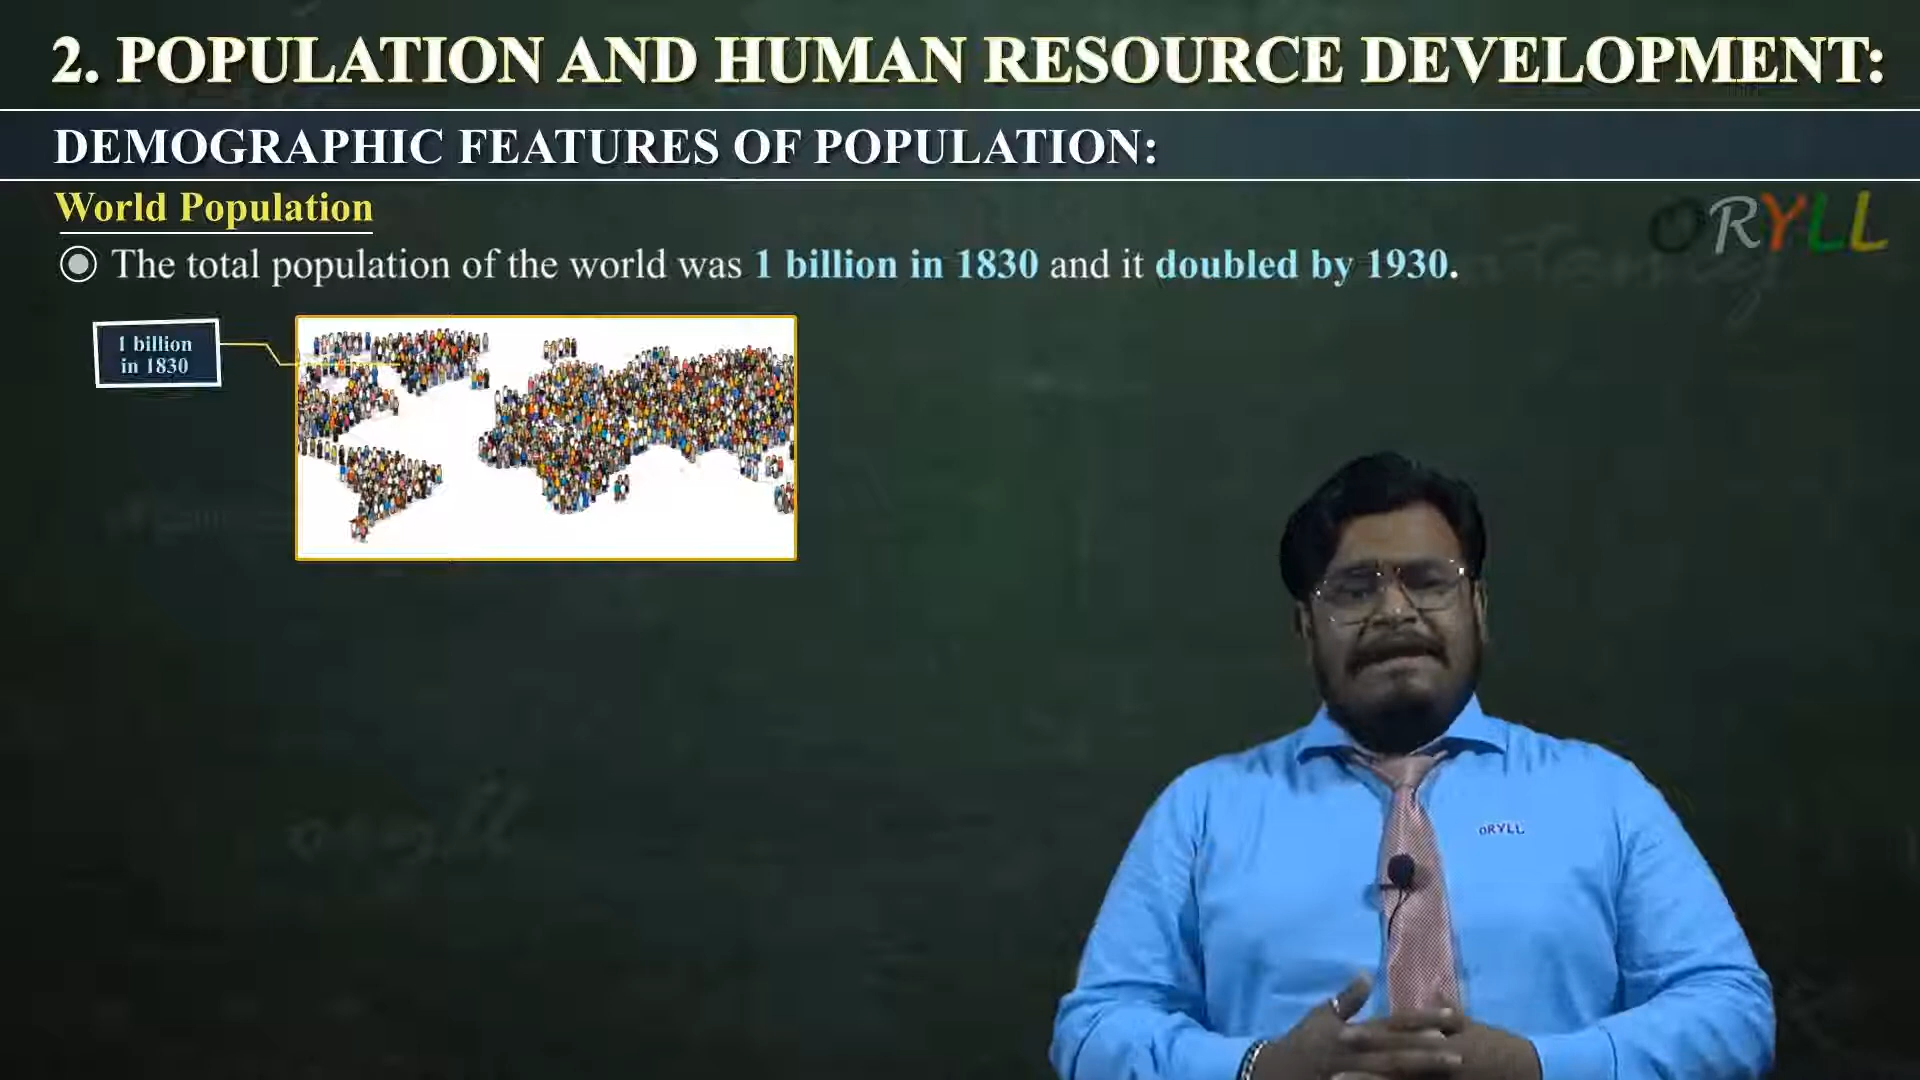 2. POPULATION AND HUMAN RESOURCE DEVELOPMENT:
DEMOGRAPHIC FEATURES OF POPULATION:
World Population
ORYLL
The total population of the world was 1 billion in 1830 and it doubled by 1930.
1 billion
in 1830
oryll
ORYLL